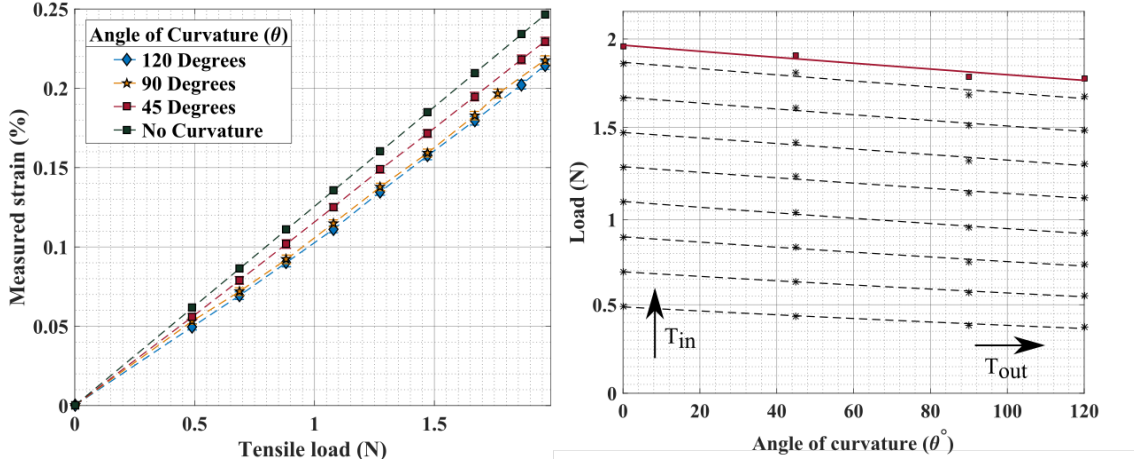 0.25
0.2
0.15
0.1
0.05
0
Measured strain (%)
Angle of Curvature (θ)
120 Degrees
90 Degrees
45 Degrees
No Curvature
0 0.5 1 1.5
Tensile load (N)
2
1.5
1
0.5
0
Load (N)
T_in
T_out
0 20 40 60 80 100 120
Angle of curvature (θ°)